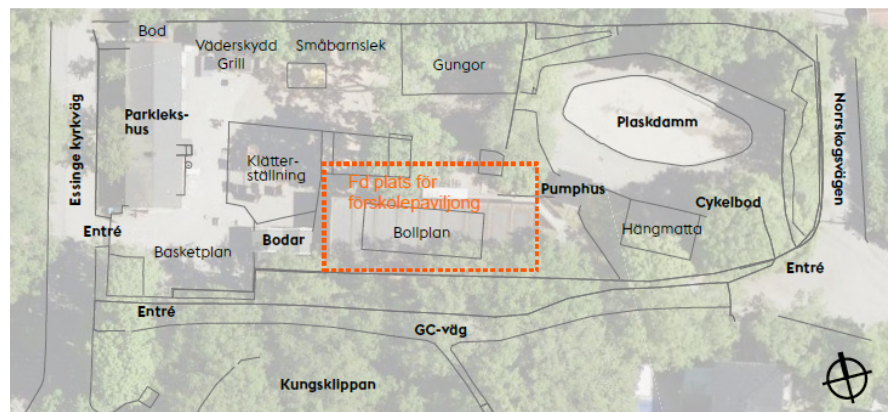 Bod
Väderskydd
Grill
Småbarnslek
Gungor
Essinge kyrkväg
Parkleks-
hus
Plaskdamm
Norrskogsvägen
Klätter-
ställning
Fd plats för
förskolepaviljong
Pumphus
Cykelbod
Entré
Basketplan
Bodar
Bollplan
Hängmatta
Entré
Entré
GC-väg
Kungsklippan